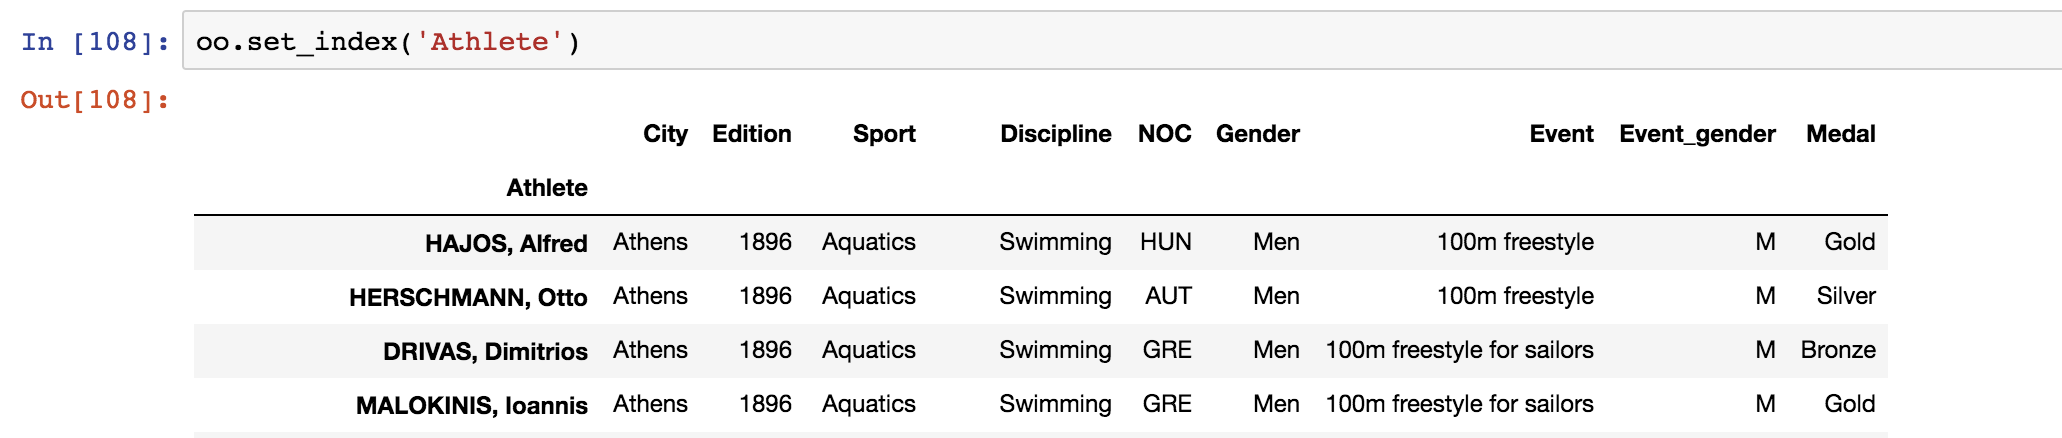 In [108]: oo.set_index('Athlete')
Out[108]:
City Edition Sport Discipline NOC Gender Event Event_gender Medal
Athlete
HAJOS, Alfred Athens 1896 Aquatics Swimming HUN Men 100m freestyle M Gold
HERSCHMANN, Otto Athens 1896 Aquatics Swimming AUT Men 100m freestyle M Silver
DRIVAS, Dimitrios Athens 1896 Aquatics Swimming GRE Men 100m freestyle for sailors M Bronze
MALOKINIS, Ioannis Athens 1896 Aquatics Swimming GRE Men 100m freestyle for sailors M Gold